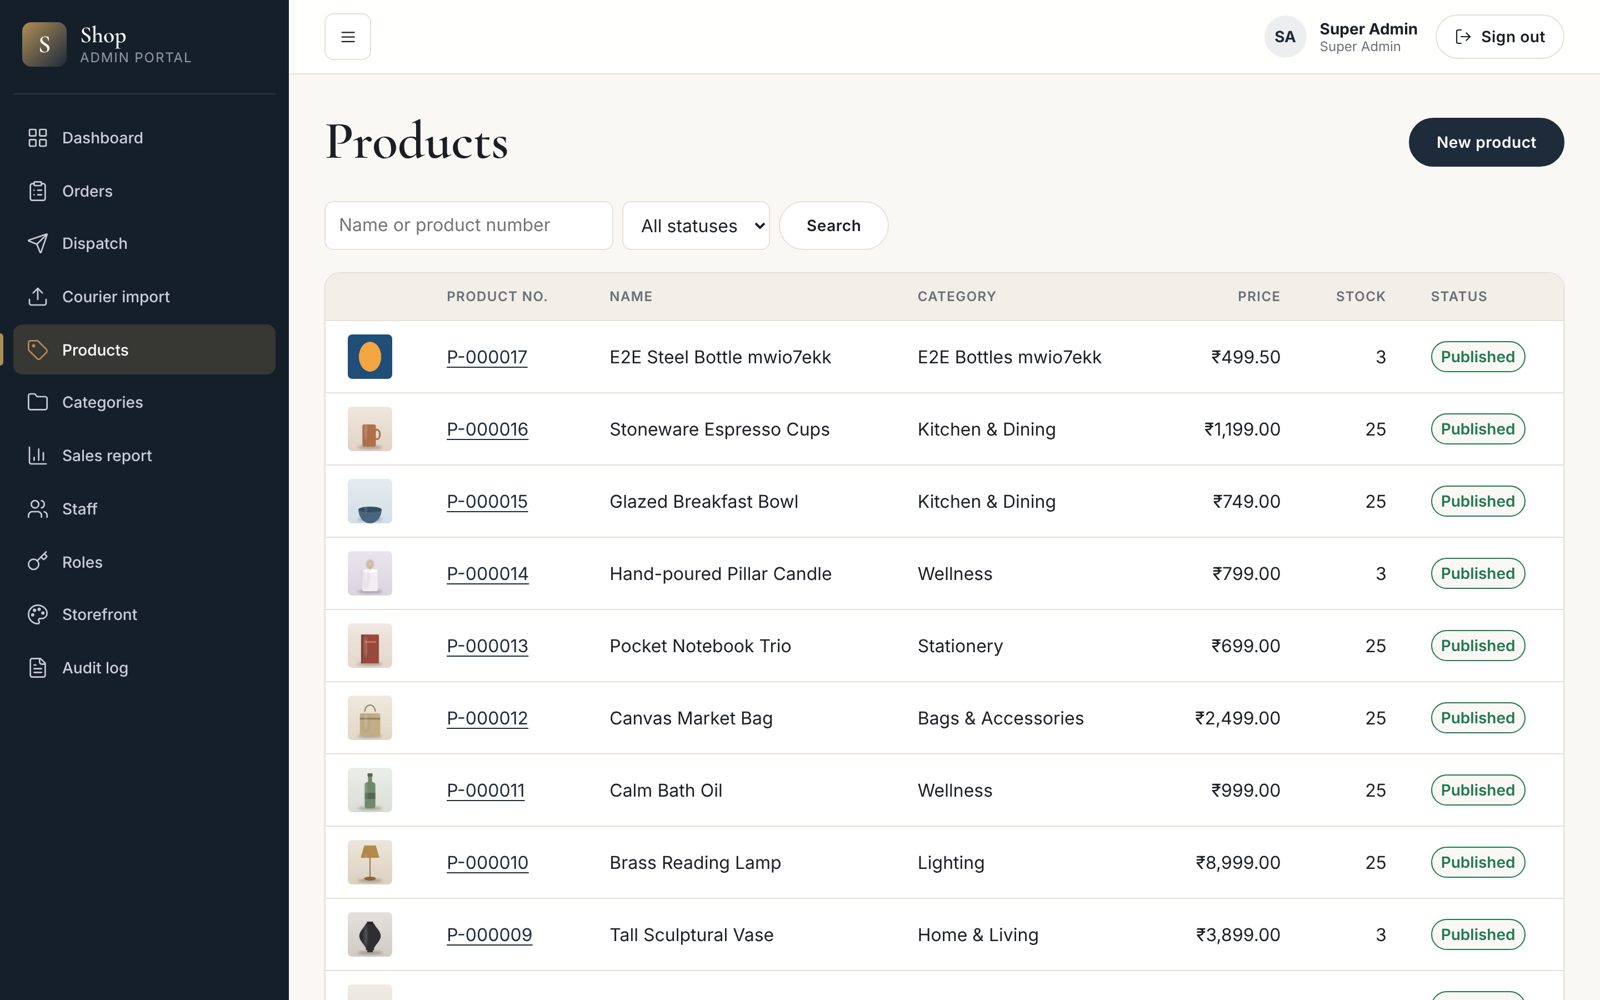 S
Shop
ADMIN PORTAL
Dashboard
Orders
Dispatch
Courier import
Products
Categories
Sales report
Staff
Roles
Storefront
Audit log
SA
Super Admin
Super Admin
Sign out
Products
New product
Name or product number
All statuses
Search
PRODUCT NO. NAME CATEGORY PRICE STOCK STATUS
P-000017 E2E Steel Bottle mwio7ekk E2E Bottles mwio7ekk ₹499.50 3 Published
P-000016 Stoneware Espresso Cups Kitchen & Dining ₹1,199.00 25 Published
P-000015 Glazed Breakfast Bowl Kitchen & Dining ₹749.00 25 Published
P-000014 Hand-poured Pillar Candle Wellness ₹799.00 3 Published
P-000013 Pocket Notebook Trio Stationery ₹699.00 25 Published
P-000012 Canvas Market Bag Bags & Accessories ₹2,499.00 25 Published
P-000011 Calm Bath Oil Wellness ₹999.00 25 Published
P-000010 Brass Reading Lamp Lighting ₹8,999.00 25 Published
P-000009 Tall Sculptural Vase Home & Living ₹3,899.00 3 Published